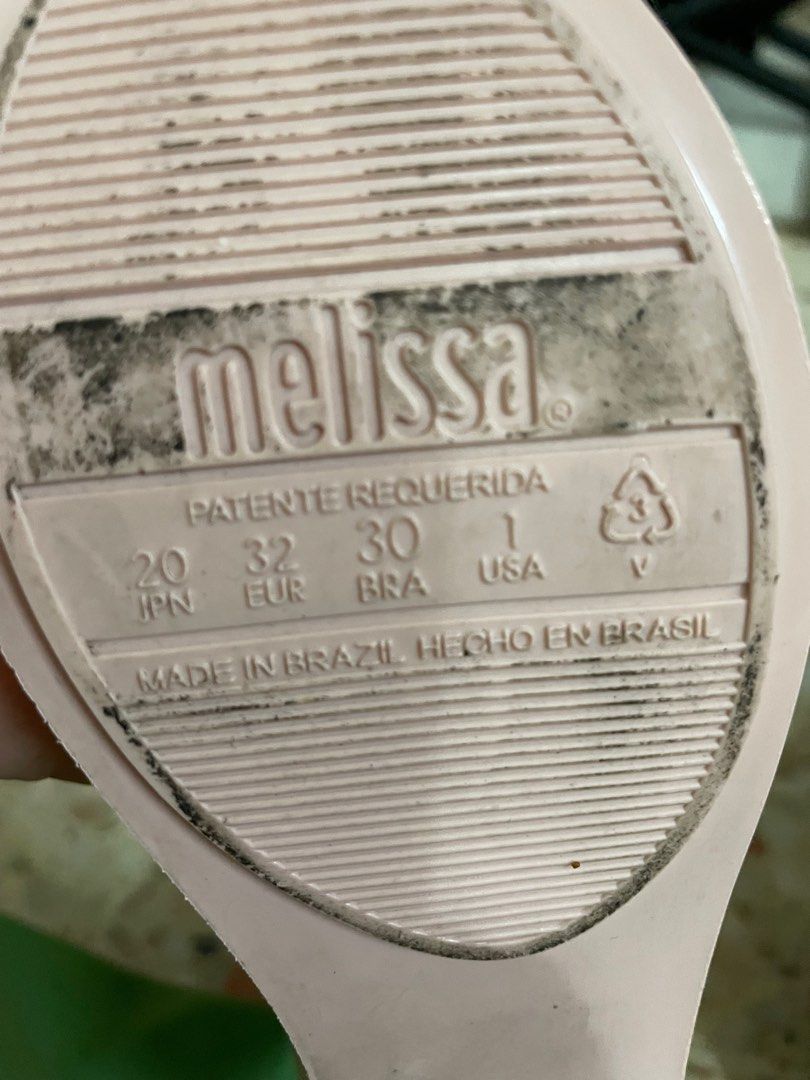 melissa®
PATENTE REQUERIDA
20 32 30 1 3
JPN EUR BRA USA V
MADE IN BRAZIL HECHO EN BRASIL